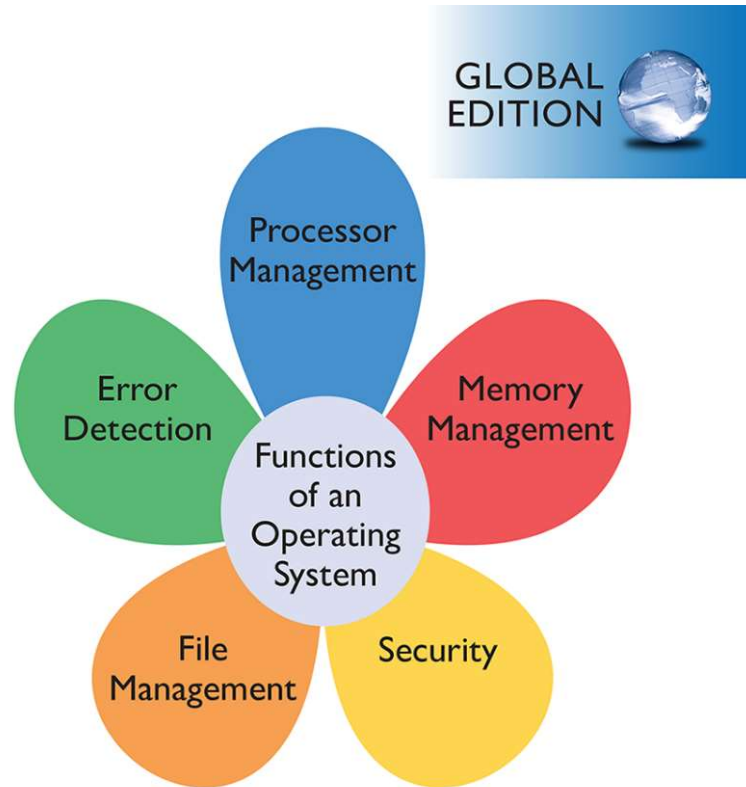 GLOBAL
EDITION
Processor
Management
Error
Detection
Memory
Management
Functions
of an
Operating
System
File
Management
Security